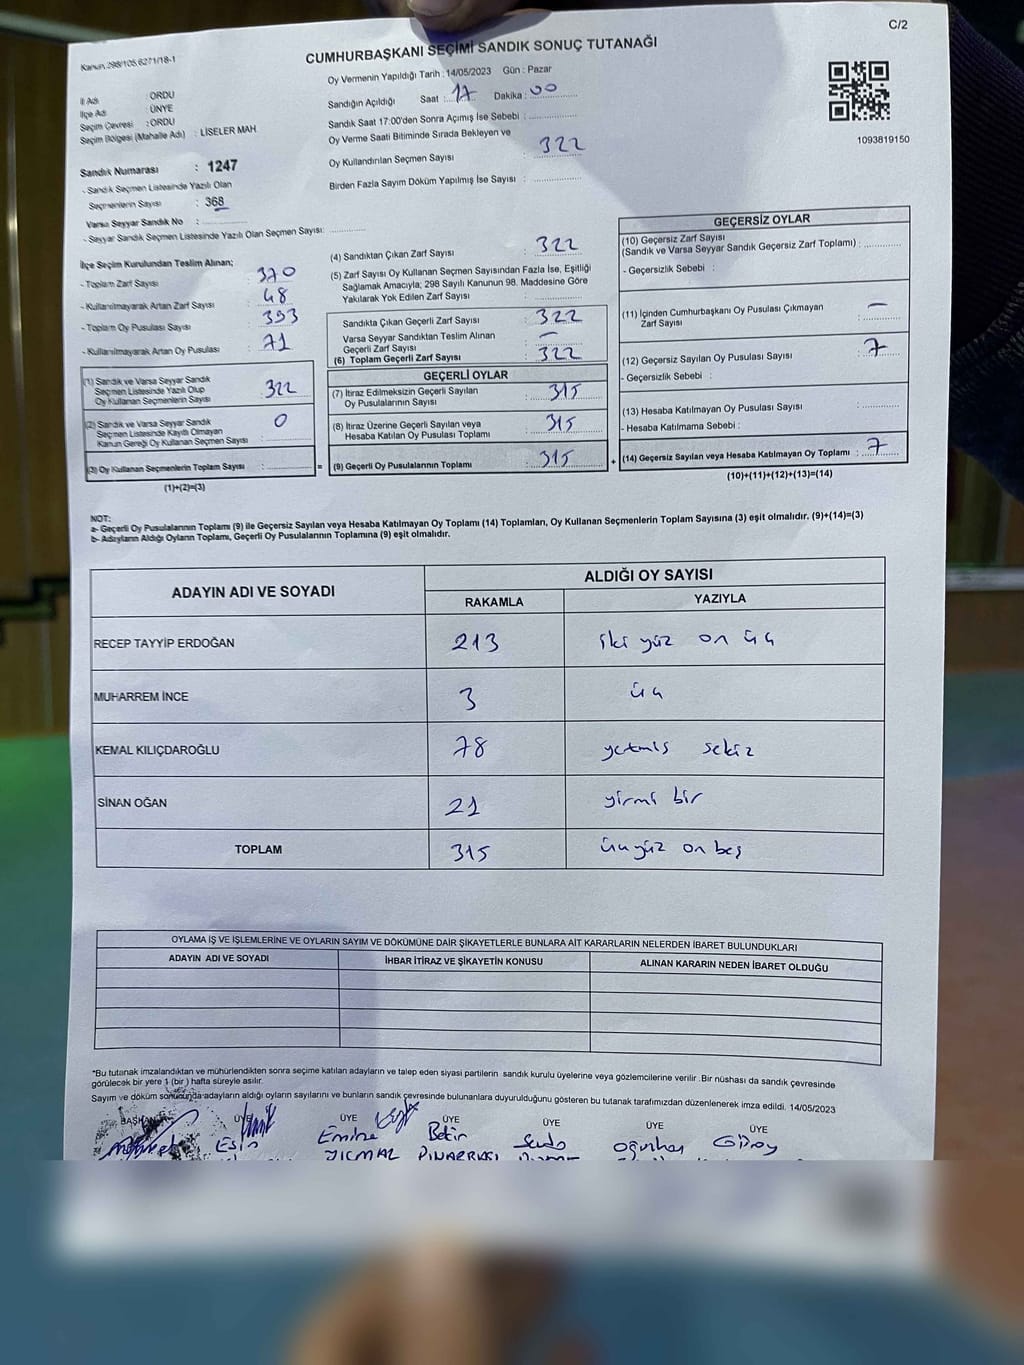 C/2
Kanun 298/105.6271/18-1
CUMHURBAŞKANI SEÇİMİ SANDIK SONUÇ TUTANAĞI
Oy Vermenin Yapıldığı Tarih : 14/05/2023 Gün : Pazar
İl Adı : ORDU
İlçe Adı : ÜNYE
Seçim Çevresi : ORDU
Seçim Bölgesi (Mahalle Adı) : LİSELER MAH
Sandığın Açıldığı Saat : 17 Dakika : 00
Sandık Saat 17:00'den Sonra Açımış İse Sebebi :
Oy Verme Saati Bitiminde Sırada Bekleyen ve
Oy Kullandırılan Seçmen Sayısı : 322
Birden Fazla Sayım Döküm Yapılmış İse Sayısı :
1093819150
Sandık Numarası : 1247
- Sandık Seçmen Listesinde Yazılı Olan
Seçmenlerin Sayısı : 368
Varsa Seyyar Sandık No :
- Seyyar Sandık Seçmen Listesinde Yazılı Olan Seçmen Sayısı:
İlçe Seçim Kurulundan Teslim Alınan;
- Toplam Zarf Sayısı : 370
- Kullanılmayarak Artan Zarf Sayısı : 48
- Toplam Oy Pusulası Sayısı : 393
- Kullanılmayarak Artan Oy Pusulası : 71
(1) Sandık ve Varsa Seyyar Sandık
Seçmen Listesinde Yazılı Olup
Oy Kullanan Seçmenlerin Sayısı : 322
(2) Sandık ve Varsa Seyyar Sandık
Seçmen Listesinde Kayıtlı Olmayan
Kanun Gereği Oy Kullanan Seçmen Sayısı : 0
(3) Oy Kullanan Seçmenlerin Toplam Sayısı : =
(1)+(2)=(3)
(4) Sandıktan Çıkan Zarf Sayısı : 322
(5) Zarf Sayısı Oy Kullanan Seçmen Sayısından Fazla İse, Eşitliği
Sağlamak Amacıyla; 298 Sayılı Kanunun 98. Maddesine Göre
Yakılarak Yok Edilen Zarf Sayısı :
Sandıkta Çıkan Geçerli Zarf Sayısı : 322
Varsa Seyyar Sandıktan Teslim Alınan
Geçerli Zarf Sayısı : —
(6) Toplam Geçerli Zarf Sayısı : 322
GEÇERLİ OYLAR
(7) İtiraz Edilmeksizin Geçerli Sayılan
Oy Pusulalarının Sayısı : 315
(8) İtiraz Üzerine Geçerli Sayılan veya
Hesaba Katılan Oy Pusulası Toplamı : 315
(9) Geçerli Oy Pusulalarının Toplamı : 315 +
GEÇERSİZ OYLAR
(10) Geçersiz Zarf Sayısı
(Sandık ve Varsa Seyyar Sandık Geçersiz Zarf Toplamı) :
- Geçersizlik Sebebi :
(11) İçinden Cumhurbaşkanı Oy Pusulası Çıkmayan
Zarf Sayısı : —
(12) Geçersiz Sayılan Oy Pusulası Sayısı : 7
- Geçersizlik Sebebi :
(13) Hesaba Katılmayan Oy Pusulası Sayısı :
- Hesaba Katılmama Sebebi :
(14) Geçersiz Sayılan veya Hesaba Katılmayan Oy Toplamı : 7
(10)+(11)+(12)+(13)=(14)
NOT:
a- Geçerli Oy Pusulalarının Toplamı (9) ile Geçersiz Sayılan veya Hesaba Katılmayan Oy Toplamı (14) Toplamları, Oy Kullanan Seçmenlerin Toplam Sayısına (3) eşit olmalıdır. (9)+(14)=(3)
b- Adayların Aldığı Oyların Toplamı, Geçerli Oy Pusulalarının Toplamına (9) eşit olmalıdır.
ADAYIN ADI VE SOYADI ALDIĞI OY SAYISI
RAKAMLA YAZIYLA
RECEP TAYYİP ERDOĞAN 213 iki yüz on üç
MUHARREM İNCE 3 üç
KEMAL KILIÇDAROĞLU 78 yetmiş sekiz
SİNAN OĞAN 21 yirmi bir
TOPLAM 315 üçyüz on beş
OYLAMA İŞ VE İŞLEMLERİNE VE OYLARIN SAYIM VE DÖKÜMÜNE DAİR ŞİKAYETLERLE BUNLARA AİT KARARLARIN NELERDEN İBARET BULUNDUKLARI
ADAYIN ADI VE SOYADI İHBAR İTİRAZ VE ŞİKAYETİN KONUSU ALINAN KARARIN NEDEN İBARET OLDUĞU
*Bu tutanak imzalandıktan ve mühürlendikten sonra seçime katılan adayların ve talep eden siyasi partilerin sandık kurulu üyelerine veya gözlemcilerine verilir. Bir nüshası da sandık çevresinde
görülecek bir yere 1 (bir) hafta süreyle asılır.
Sayım ve döküm sonucunda adayların aldığı oyların sayılarını ve bunların sandık çevresinde bulunanlara duyurulduğunu gösteren bu tutanak tarafımızdan düzenlenerek imza edildi. 14/05/2023
BAŞKAN ÜYE ÜYE ÜYE ÜYE ÜYE ÜYE
Esin Emine Betin Seda Oğuzhan Giray
YILMAZ PINARBAŞI